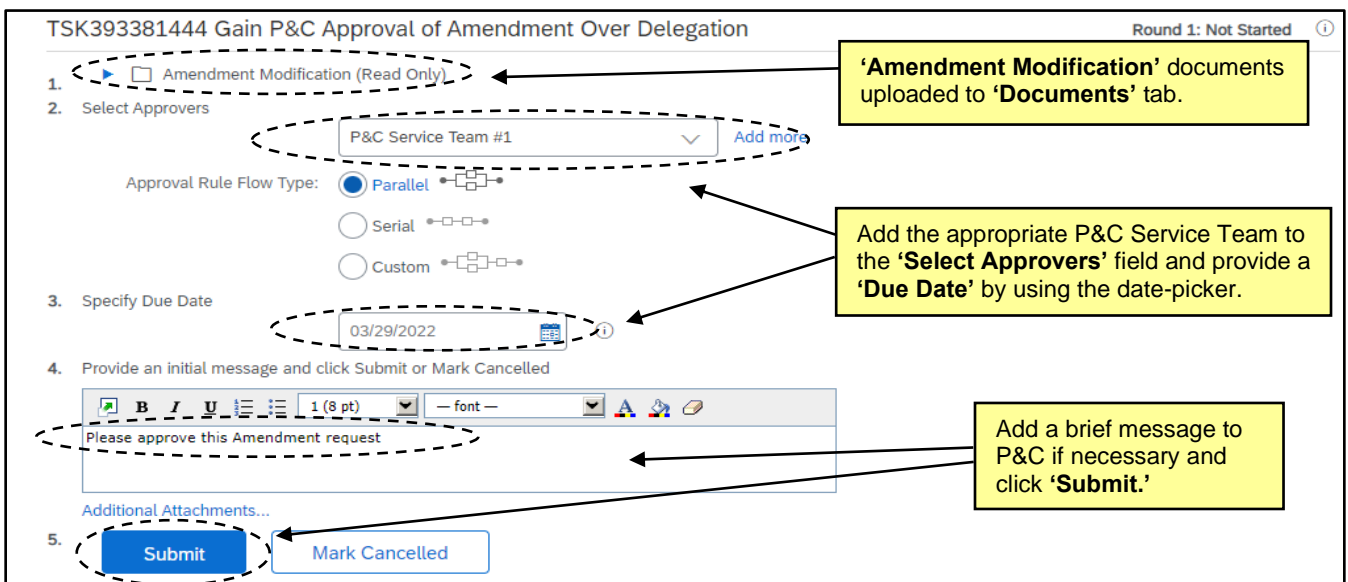 TSK393381444 Gain P&C Approval of Amendment Over Delegation
Round 1: Not Started
1. Amendment Modification (Read Only)
‘Amendment Modification’ documents
uploaded to ‘Documents’ tab.
2. Select Approvers
P&C Service Team #1
Add more
Approval Rule Flow Type:
Parallel
Serial
Custom
Add the appropriate P&C Service Team to
the ‘Select Approvers’ field and provide a
‘Due Date’ by using the date-picker.
3. Specify Due Date
03/29/2022
4. Provide an initial message and click Submit or Mark Cancelled
B I U 1 (8 pt) — font — A
Please approve this Amendment request
Add a brief message to
P&C if necessary and
click ‘Submit.’
Additional Attachments...
5. Submit Mark Cancelled